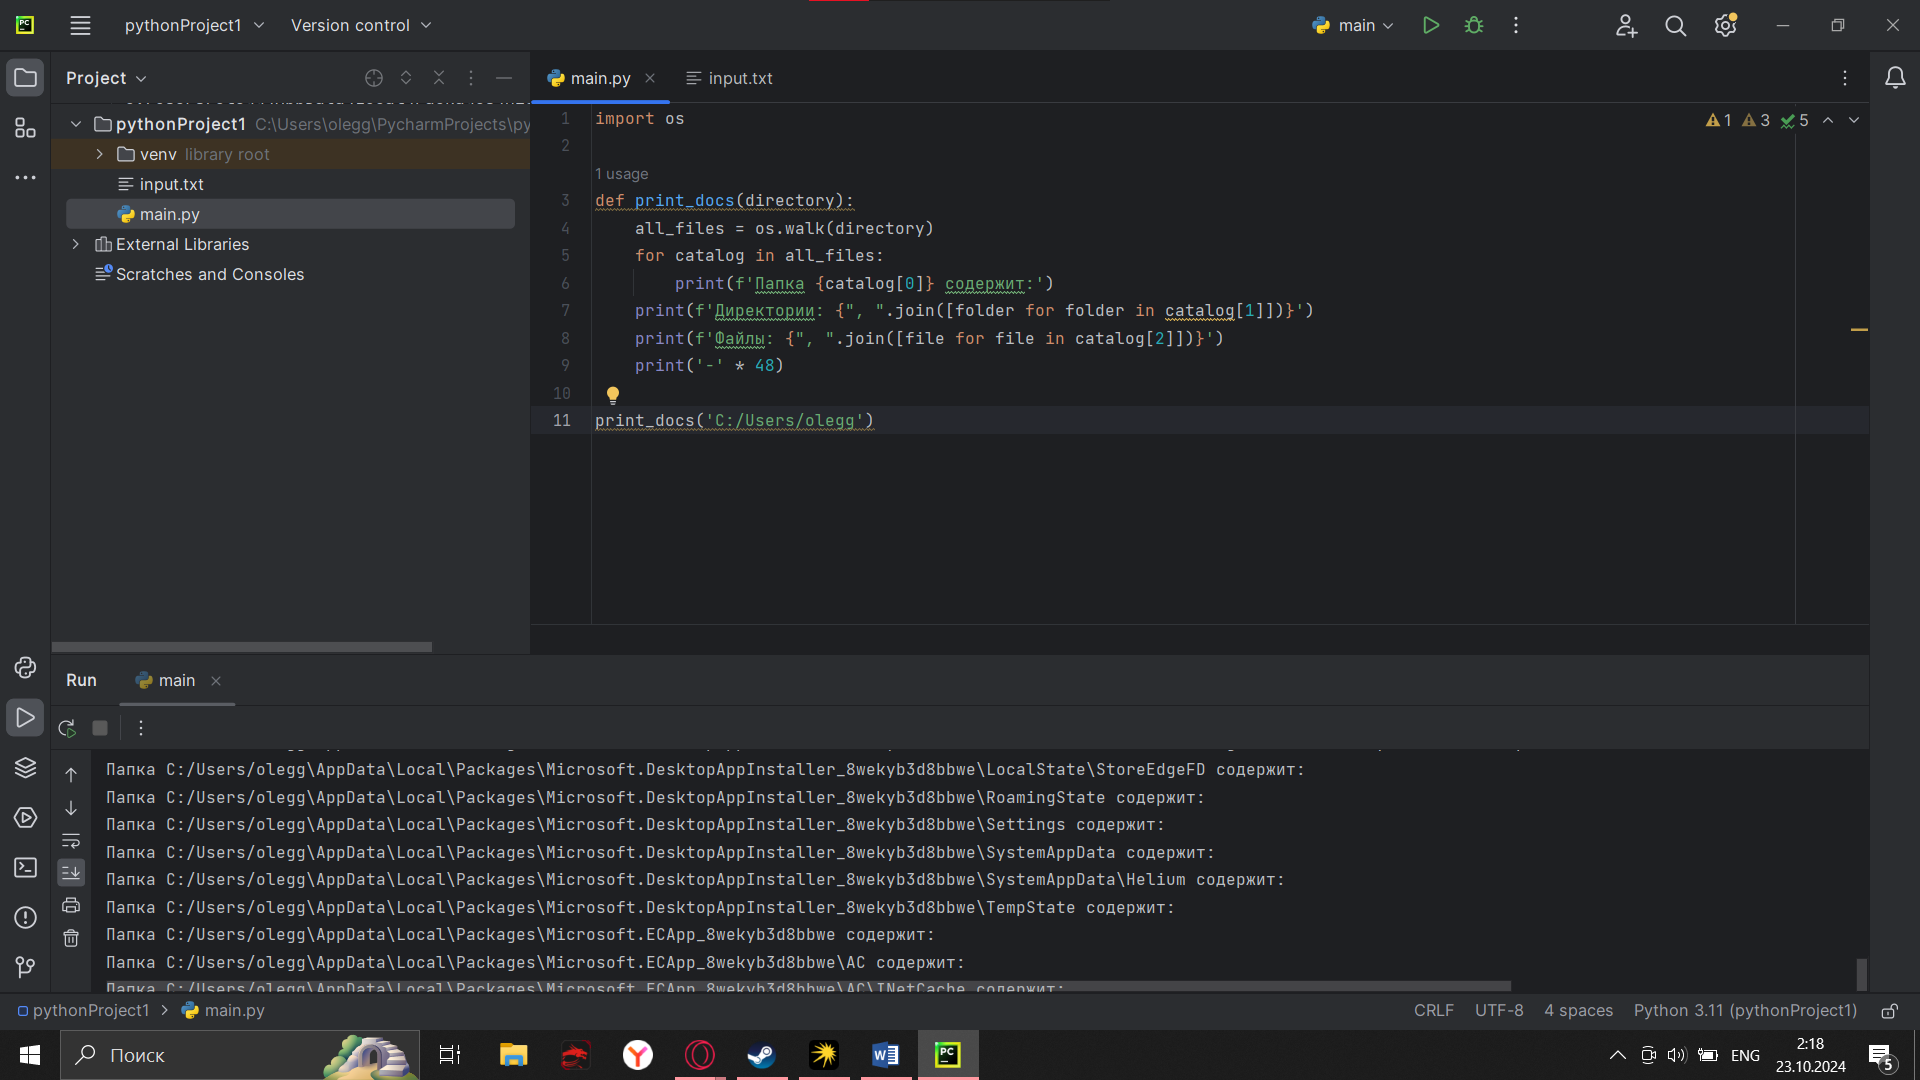 pythonProject1
Version control
main
Project
main.py
input.txt
pythonProject1 C:\Users\olegg\PycharmProjects\py
venv library root
input.txt
main.py
External Libraries
Scratches and Consoles
1 3 5
1 import os
2
1 usage
3 def print_docs(directory):
4 all_files = os.walk(directory)
5 for catalog in all_files:
6 print(f'Папка {catalog[0]} содержит:')
7 print(f'Директории: {", ".join([folder for folder in catalog[1]])}')
8 print(f'Файлы: {", ".join([file for file in catalog[2]])}')
9 print('-' * 48)
10
11 print_docs('C:/Users/olegg')
Run
main
Папка C:/Users/olegg\AppData\Local\Packages\Microsoft.DesktopAppInstaller_8wekyb3d8bbwe\LocalState\StoreEdgeFD содержит:
Папка C:/Users/olegg\AppData\Local\Packages\Microsoft.DesktopAppInstaller_8wekyb3d8bbwe\RoamingState содержит:
Папка C:/Users/olegg\AppData\Local\Packages\Microsoft.DesktopAppInstaller_8wekyb3d8bbwe\Settings содержит:
Папка C:/Users/olegg\AppData\Local\Packages\Microsoft.DesktopAppInstaller_8wekyb3d8bbwe\SystemAppData содержит:
Папка C:/Users/olegg\AppData\Local\Packages\Microsoft.DesktopAppInstaller_8wekyb3d8bbwe\SystemAppData\Helium содержит:
Папка C:/Users/olegg\AppData\Local\Packages\Microsoft.DesktopAppInstaller_8wekyb3d8bbwe\TempState содержит:
Папка C:/Users/olegg\AppData\Local\Packages\Microsoft.ECApp_8wekyb3d8bbwe содержит:
Папка C:/Users/olegg\AppData\Local\Packages\Microsoft.ECApp_8wekyb3d8bbwe\AC содержит:
Папка C:/Users/olegg\AppData\Local\Packages\Microsoft.ECApp_8wekyb3d8bbwe\AC\INetCache содержит:
pythonProject1 > main.py
CRLF UTF-8 4 spaces Python 3.11 (pythonProject1)
Поиск
ENG
2:18
23.10.2024
5